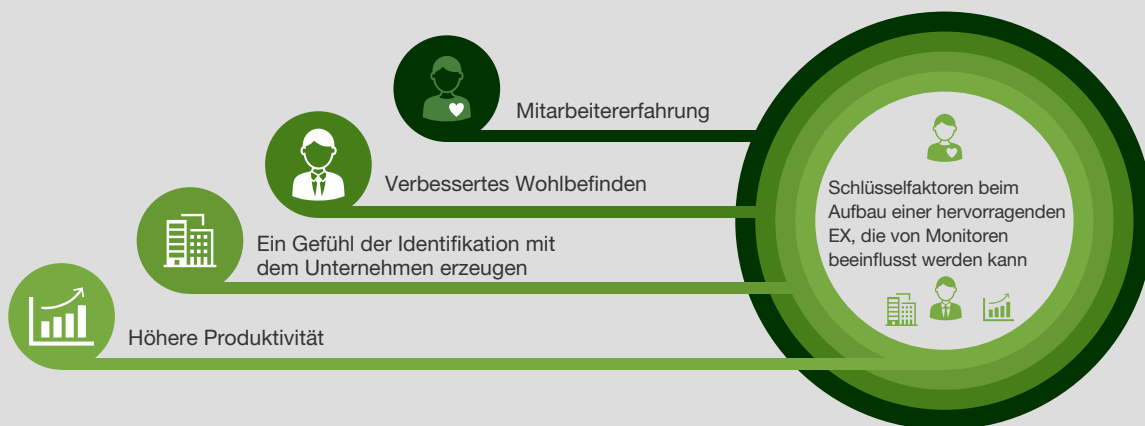 Mitarbeitererfahrung
Verbessertes Wohlbefinden
Ein Gefühl der Identifikation mit
dem Unternehmen erzeugen
Höhere Produktivität
Schlüsselfaktoren beim
Aufbau einer hervorragenden
EX, die von Monitoren
beeinflusst werden kann